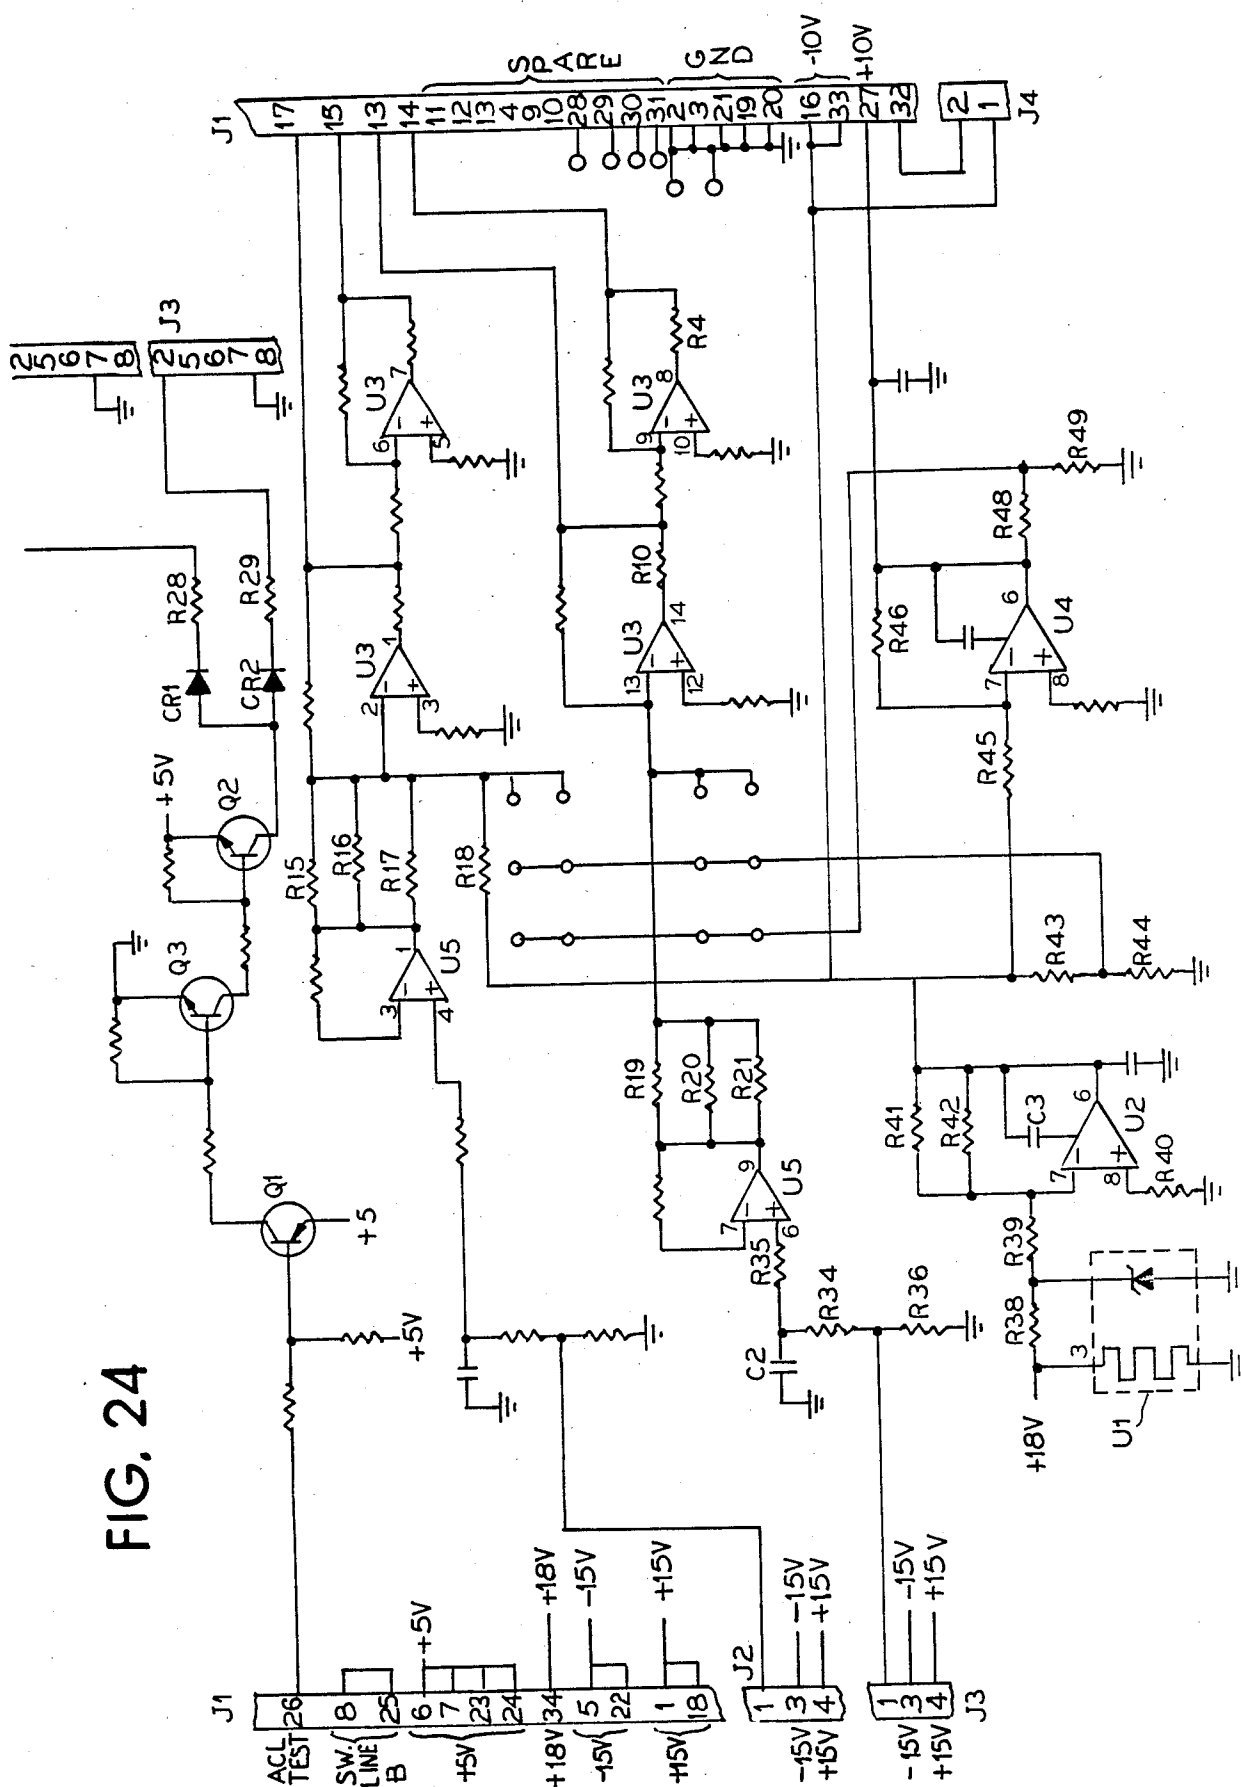 FIG. 24
J1
ACL
TEST
26
SW.
LINE
B
8
25
+5V
6
7
23
24
+5V
+18V
34
+18V
-15V
5
22
-15V
+15V
1
18
+15V
J2
1
-15V
3
-15V
+15V
4
+15V
1
-15V
3
-15V
+15V
4
+15V
J3
Q1
+5
+5V
Q3
Q2
+5V
CR1
R28
CR2
R29
2
5
6
7
8
J3
2
5
6
7
8
3
4
1
U5
R15
R16
R17
R18
2
3
1
U3
6
5
7
U3
C2
R34
R36
R35
7
6
9
U5
R19
R20
R21
13
12
14
U3
R10
9
10
8
U3
R4
+18V
3
U1
R38
R39
R40
7
8
6
U2
C3
R41
R42
R43
R44
R45
R46
7
8
6
U4
R48
R49
J1
17
15
13
14
11
12
13
4
9
10
28
29
30
31
SPARE
2
3
21
19
20
GND
16
33
-10V
27
+10V
32
2
1
J4